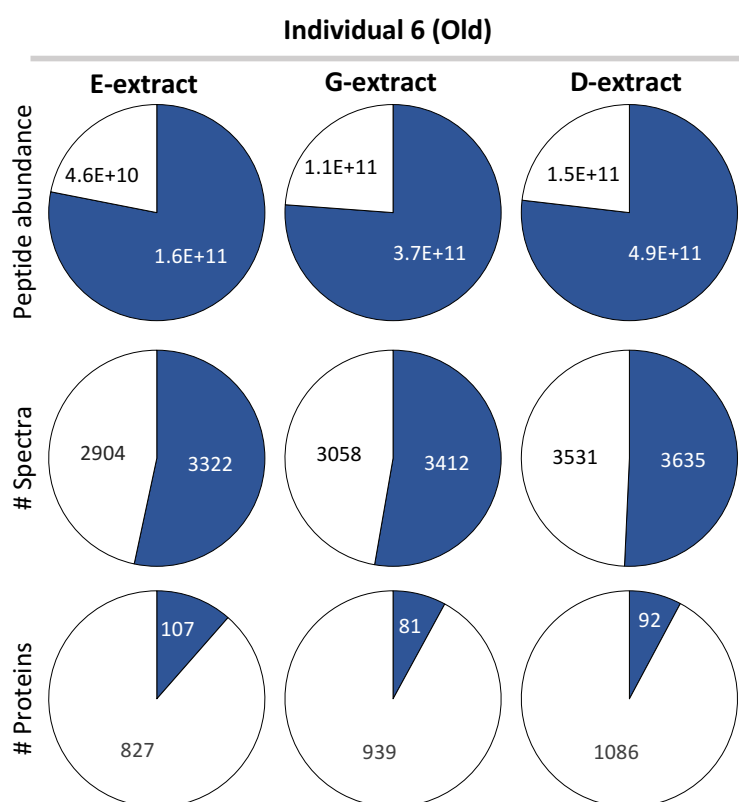 Individual 6 (Old)
E-extract G-extract D-extract
Peptide abundance
4.6E+10
1.6E+11
1.1E+11
3.7E+11
1.5E+11
4.9E+11
# Spectra
2904
3322
3058
3412
3531
3635
# Proteins
107
827
81
939
92
1086